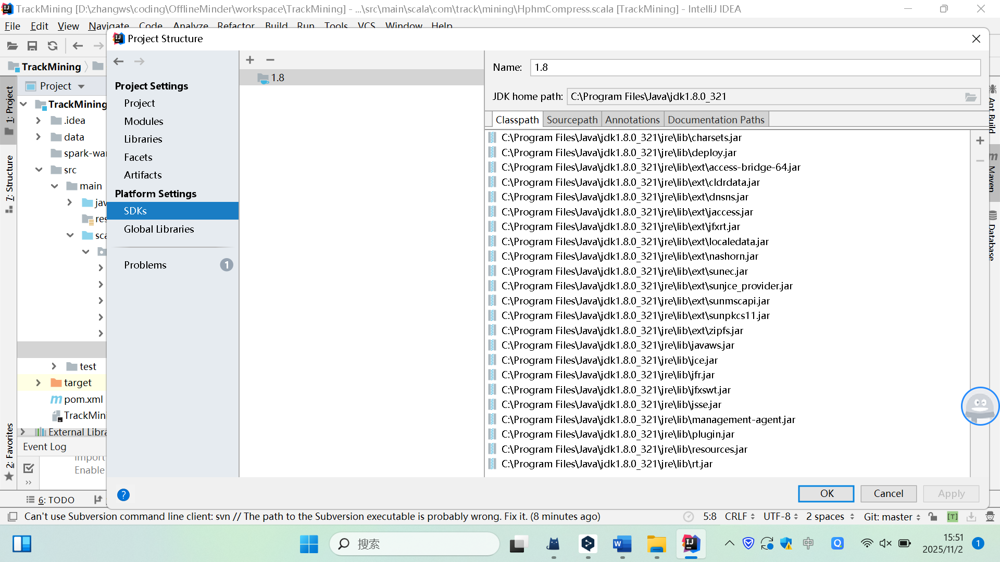 TrackMining [D:\zhangws\coding\OfflineMinder\workspace\TrackMining] - ...\src\main\scala\com\track\mining\HphmCompress.scala [TrackMining] - IntelliJ IDEA
File Edit View Navigate Code Analyze Refactor Build Run Tools VCS Window Help
Project Structure
TrackMining
Project
1: Project
7: Structure
2: Favorites
TrackMining
.idea
data
spark-war
src
main
jav
res
sca
test
target
pom.xml
TrackMini
External Libra
Event Log
Import
Enable
6: TODO
Project Settings
Project
Modules
Libraries
Facets
Artifacts
Platform Settings
SDKs
Global Libraries
Problems 1
1.8
Name: 1.8
JDK home path: C:\Program Files\Java\jdk1.8.0_321
Classpath Sourcepath Annotations Documentation Paths
C:\Program Files\Java\jdk1.8.0_321\jre\lib\charsets.jar
C:\Program Files\Java\jdk1.8.0_321\jre\lib\deploy.jar
C:\Program Files\Java\jdk1.8.0_321\jre\lib\ext\access-bridge-64.jar
C:\Program Files\Java\jdk1.8.0_321\jre\lib\ext\cldrdata.jar
C:\Program Files\Java\jdk1.8.0_321\jre\lib\ext\dnsns.jar
C:\Program Files\Java\jdk1.8.0_321\jre\lib\ext\jaccess.jar
C:\Program Files\Java\jdk1.8.0_321\jre\lib\ext\jfxrt.jar
C:\Program Files\Java\jdk1.8.0_321\jre\lib\ext\localedata.jar
C:\Program Files\Java\jdk1.8.0_321\jre\lib\ext\nashorn.jar
C:\Program Files\Java\jdk1.8.0_321\jre\lib\ext\sunec.jar
C:\Program Files\Java\jdk1.8.0_321\jre\lib\ext\sunjce_provider.jar
C:\Program Files\Java\jdk1.8.0_321\jre\lib\ext\sunmscapi.jar
C:\Program Files\Java\jdk1.8.0_321\jre\lib\ext\sunpkcs11.jar
C:\Program Files\Java\jdk1.8.0_321\jre\lib\ext\zipfs.jar
C:\Program Files\Java\jdk1.8.0_321\jre\lib\javaws.jar
C:\Program Files\Java\jdk1.8.0_321\jre\lib\jce.jar
C:\Program Files\Java\jdk1.8.0_321\jre\lib\jfr.jar
C:\Program Files\Java\jdk1.8.0_321\jre\lib\jfxswt.jar
C:\Program Files\Java\jdk1.8.0_321\jre\lib\jsse.jar
C:\Program Files\Java\jdk1.8.0_321\jre\lib\management-agent.jar
C:\Program Files\Java\jdk1.8.0_321\jre\lib\plugin.jar
C:\Program Files\Java\jdk1.8.0_321\jre\lib\resources.jar
C:\Program Files\Java\jdk1.8.0_321\jre\lib\rt.jar
Ant Build
Maven
Database
? OK Cancel Apply
Can't use Subversion command line client: svn // The path to the Subversion executable is probably wrong. Fix it. (8 minutes ago) 5:8 CRLF UTF-8 2 spaces Git: master [T]
搜索
中
15:51
2025/11/2
1